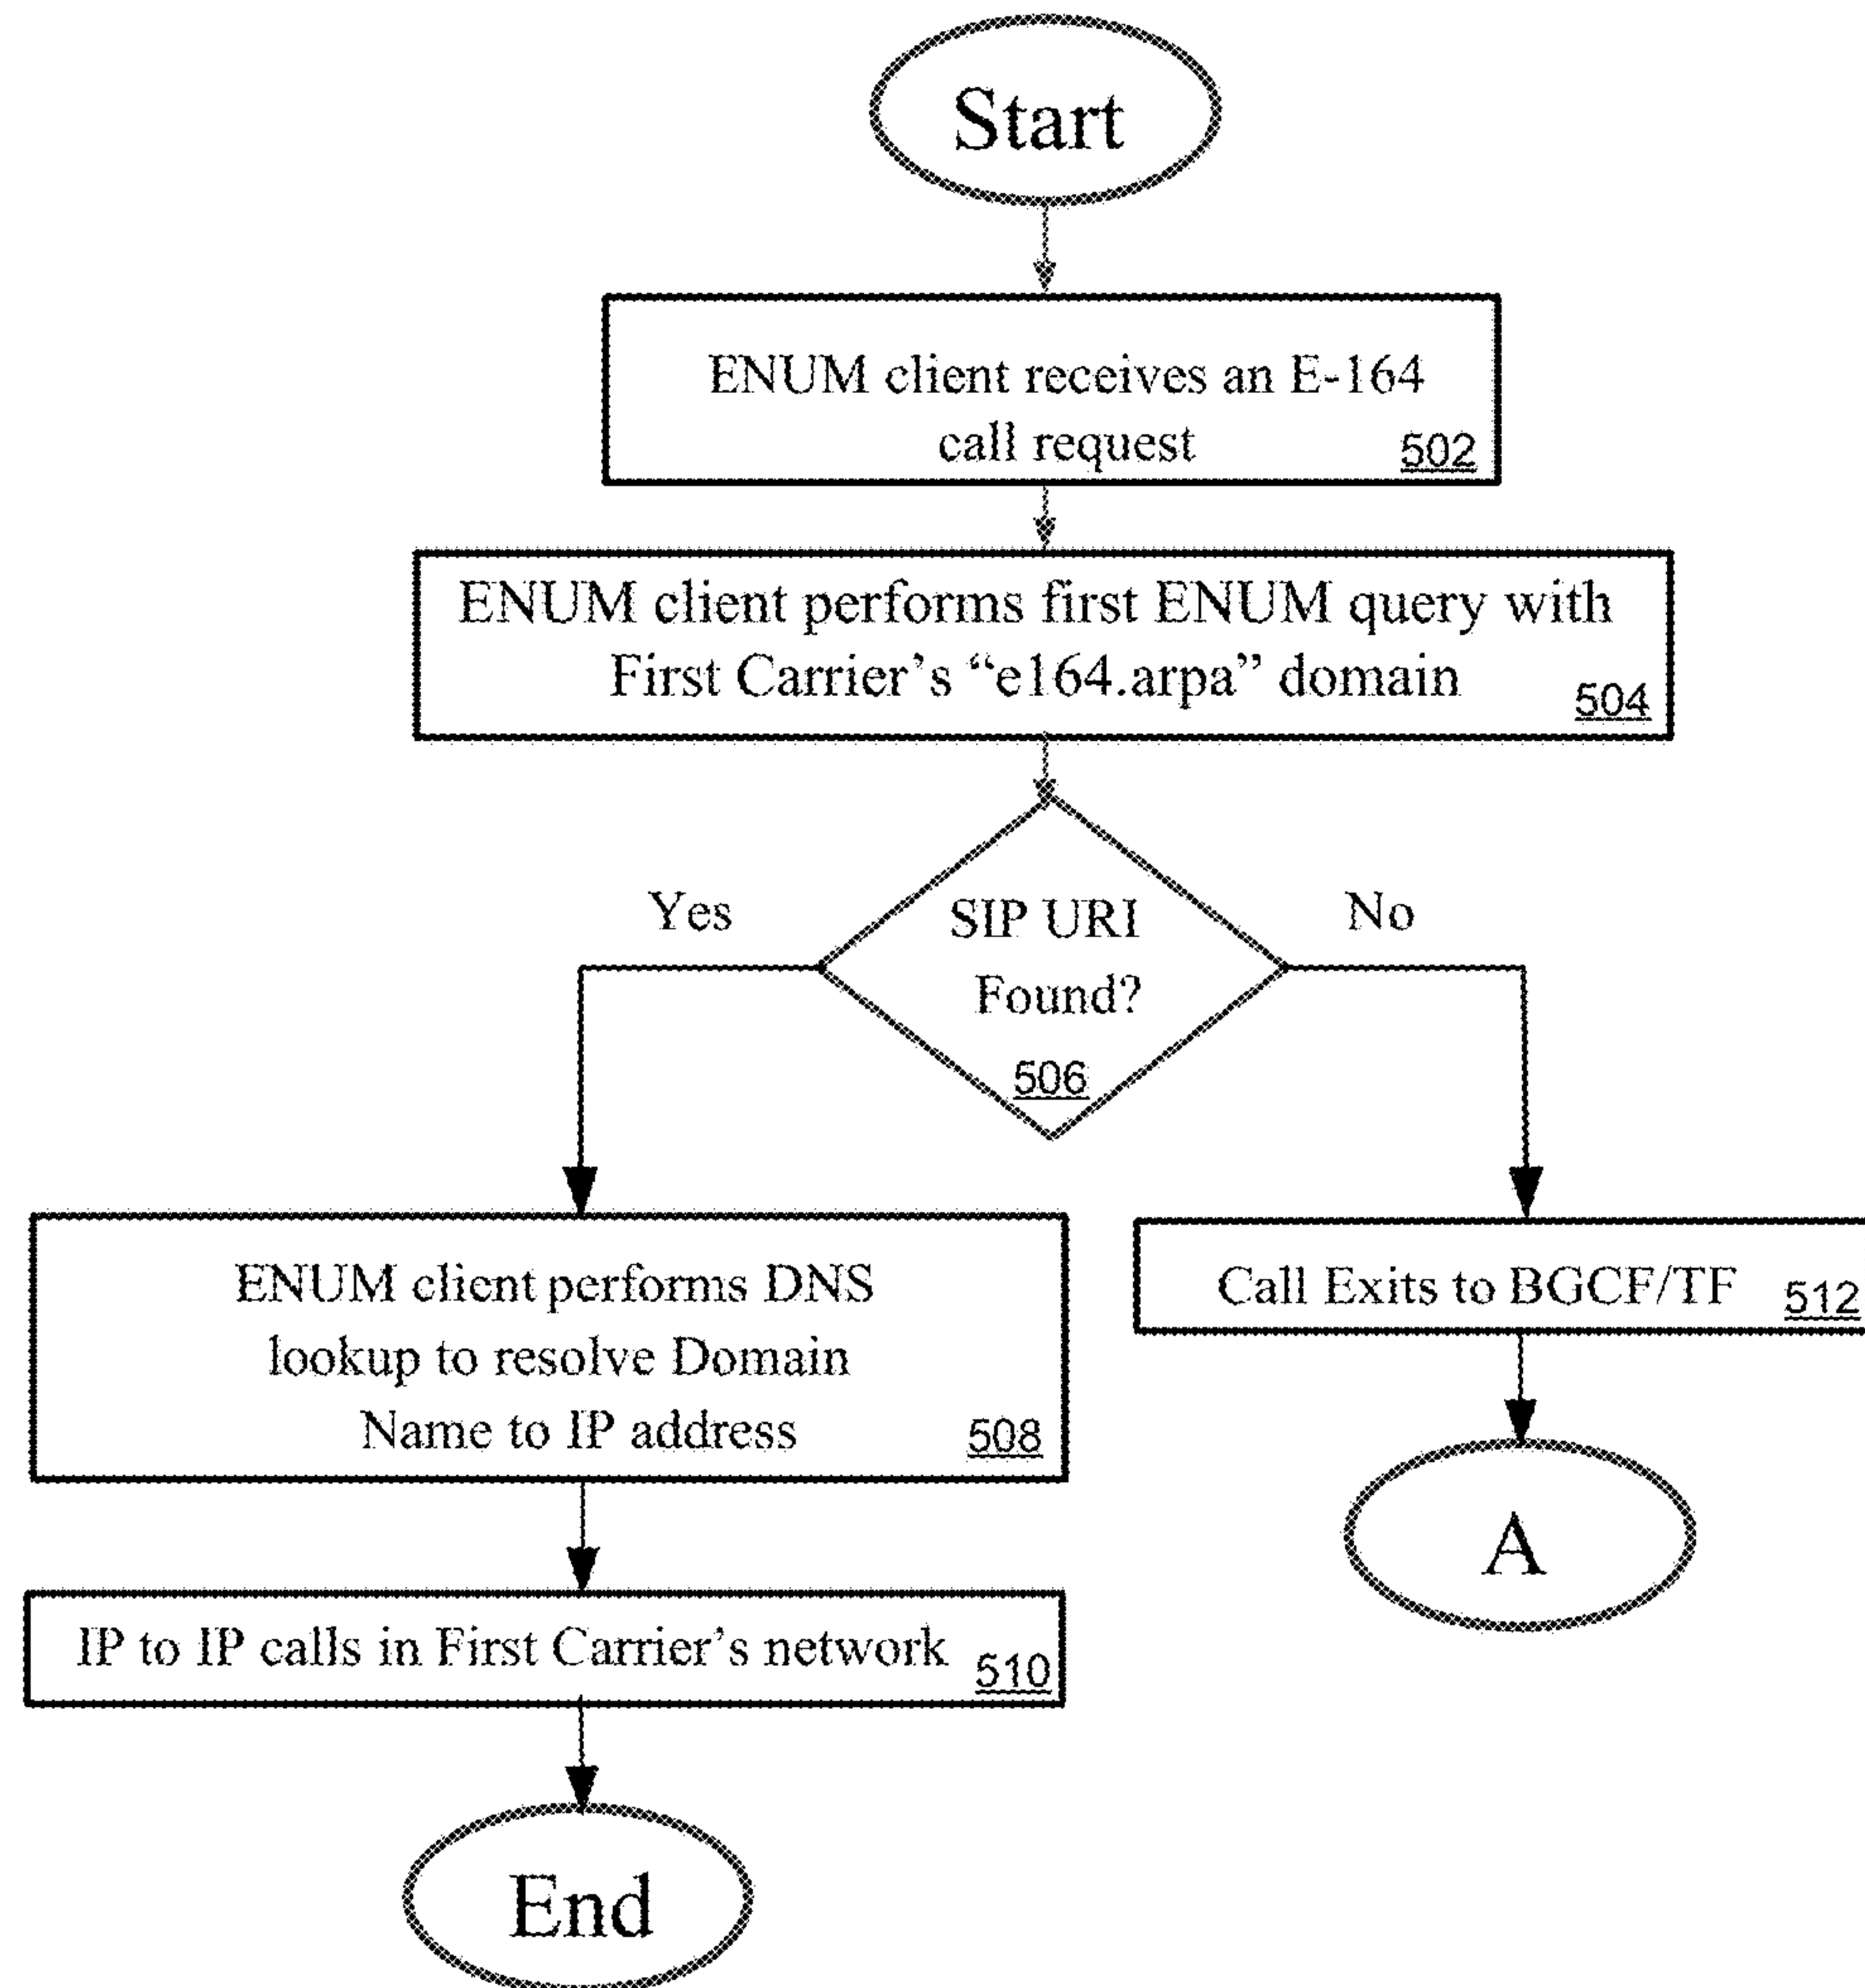 Start
ENUM client receives an E-164
call request
502
ENUM client performs first ENUM query with
First Carrier's “e164.arpa” domain
504
Yes
SIP URI
Found?
506
No
ENUM client performs DNS
lookup to resolve Domain
Name to IP address
508
Call Exits to BGCF/TF
512
IP to IP calls in First Carrier's network
510
A
End